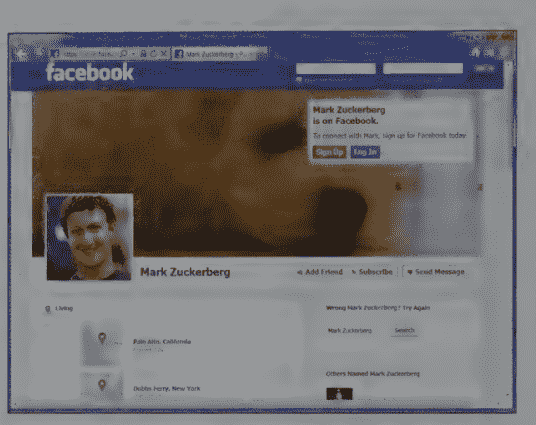 Mark Zuckerberg - F...
facebook
Mark Zuckerberg
is on Facebook.
To connect with Mark, sign up for Facebook today
Sign Up Log In
Mark Zuckerberg
Add Friend Subscribe Send Message
Living
Palo Alto, California
Dobbs Ferry, New York
Wrong Mark Zuckerberg? Try Again
Mark Zuckerberg Search
Others Named Mark Zuckerberg